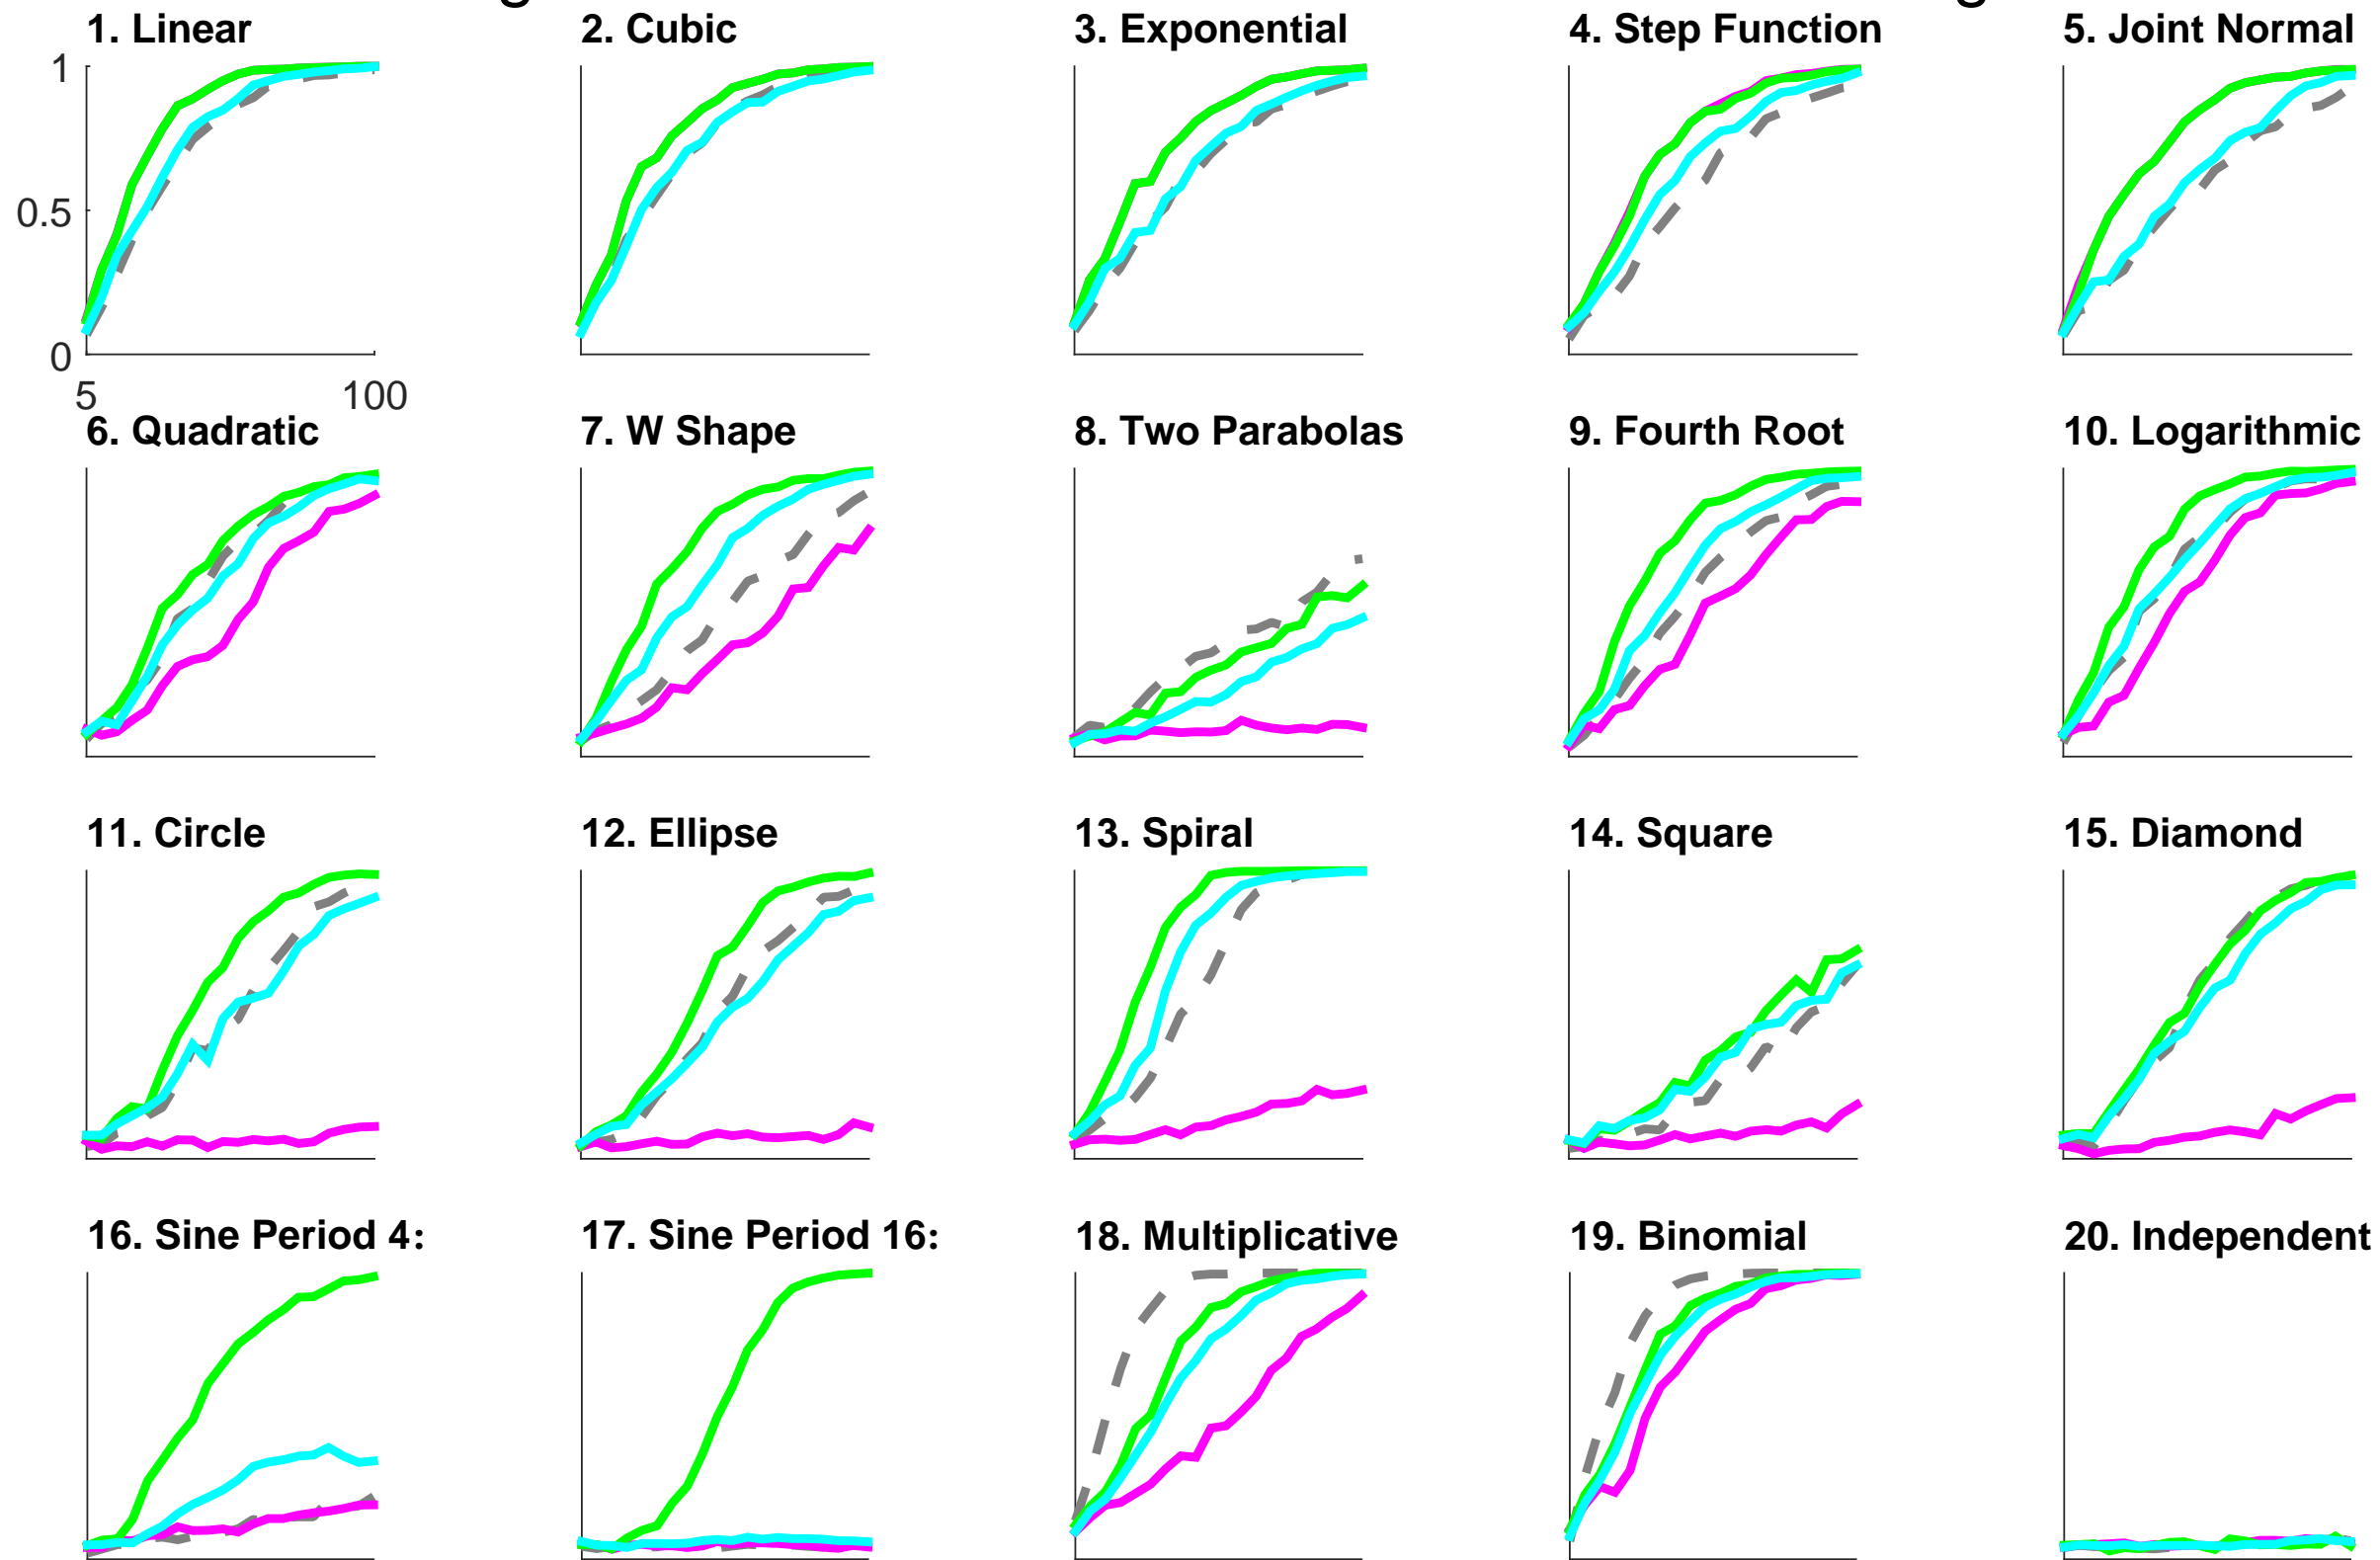 1. Linear
2. Cubic
3. Exponential
4. Step Function
5. Joint Normal
1
0.5
0
5
100
6. Quadratic
7. W Shape
8. Two Parabolas
9. Fourth Root
10. Logarithmic
11. Circle
12. Ellipse
13. Spiral
14. Square
15. Diamond
16. Sine Period 4:
17. Sine Period 16:
18. Multiplicative
19. Binomial
20. Independent